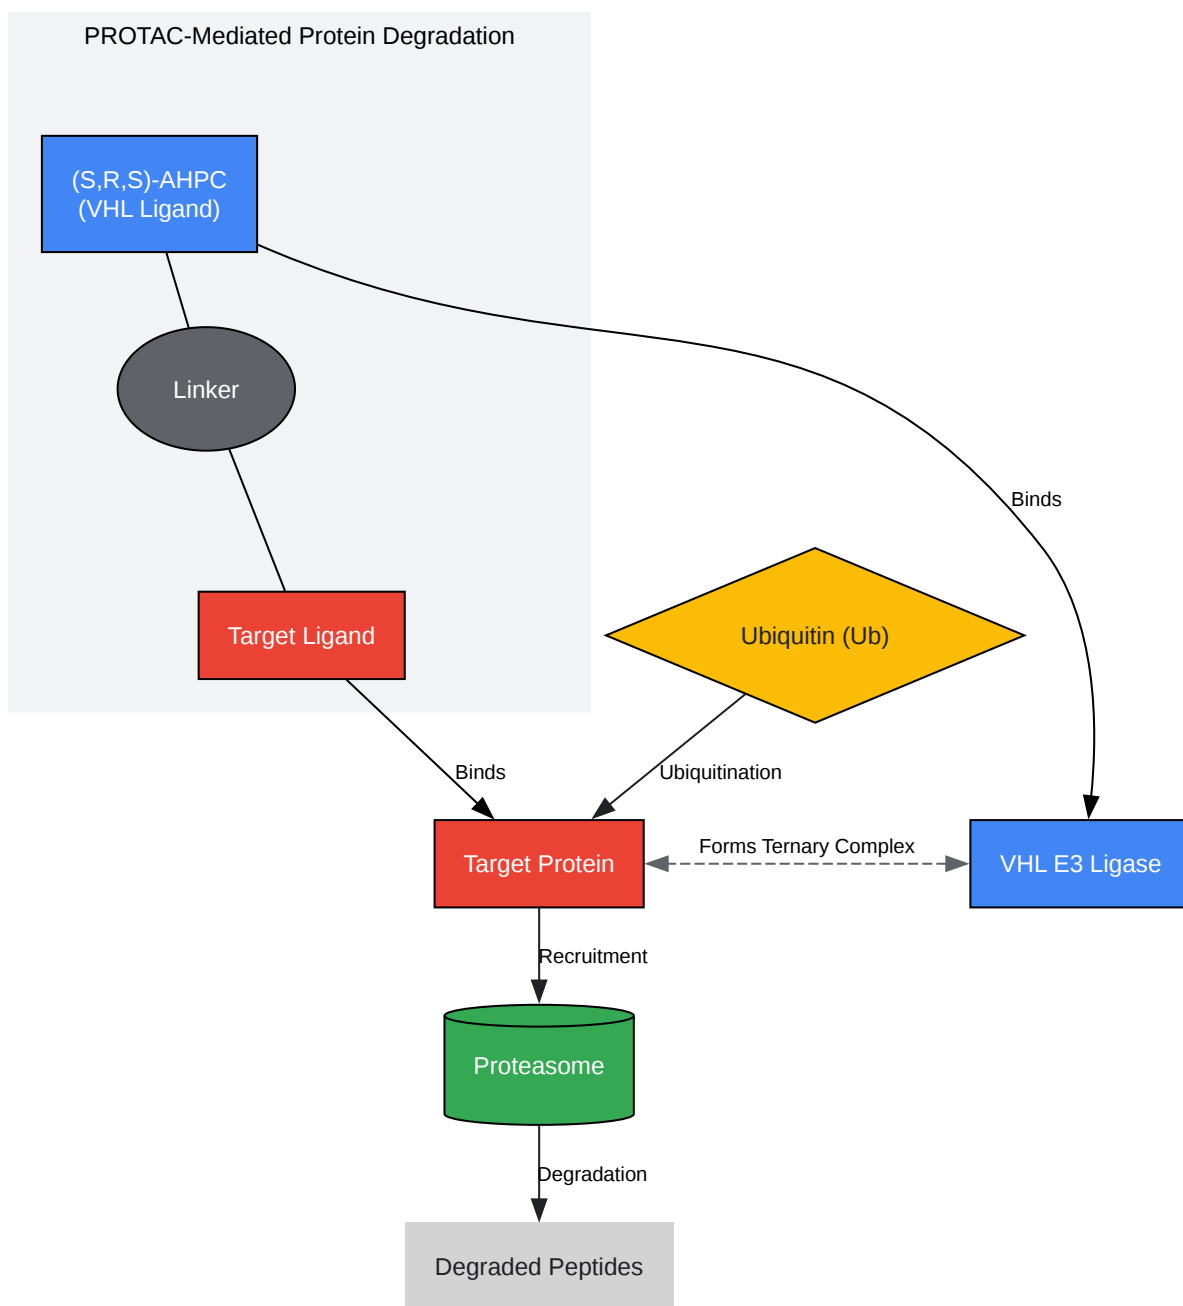 PROTAC-Mediated Protein Degradation
(S,R,S)-AHPC
(VHL Ligand)
Linker
Binds
Target Ligand
Ubiquitin (Ub)
Binds
Ubiquitination
Forms Ternary Complex
Target Protein
VHL E3 Ligase
Recruitment
Proteasome
Degradation
Degraded Peptides